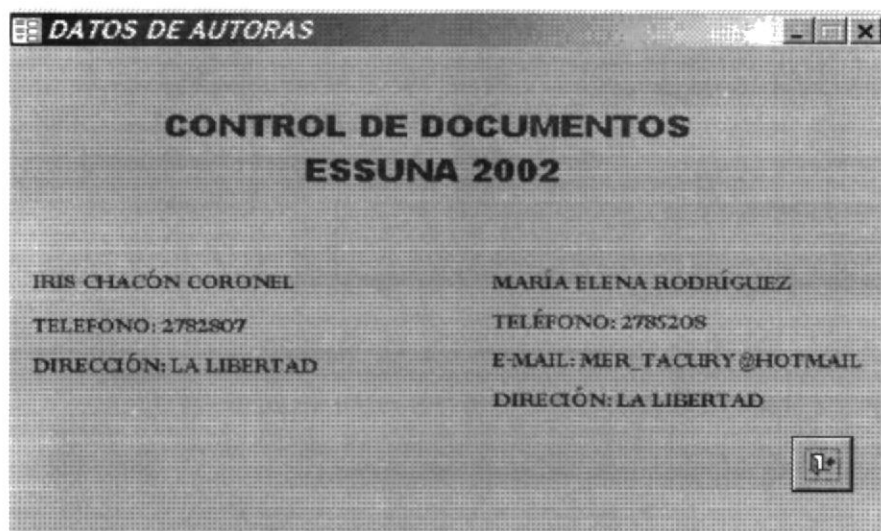 DATOS DE AUTORAS
CONTROL DE DOCUMENTOS
ESSUNA 2002
IRIS CHACÓN CORONEL
TELEFONO: 2782807
DIRECCIÓN: LA LIBERTAD
MARÍA ELENA RODRÍGUEZ
TELÉFONO: 2785208
E-MAIL: MER_TACURY@HOTMAIL
DIRECIÓN: LA LIBERTAD